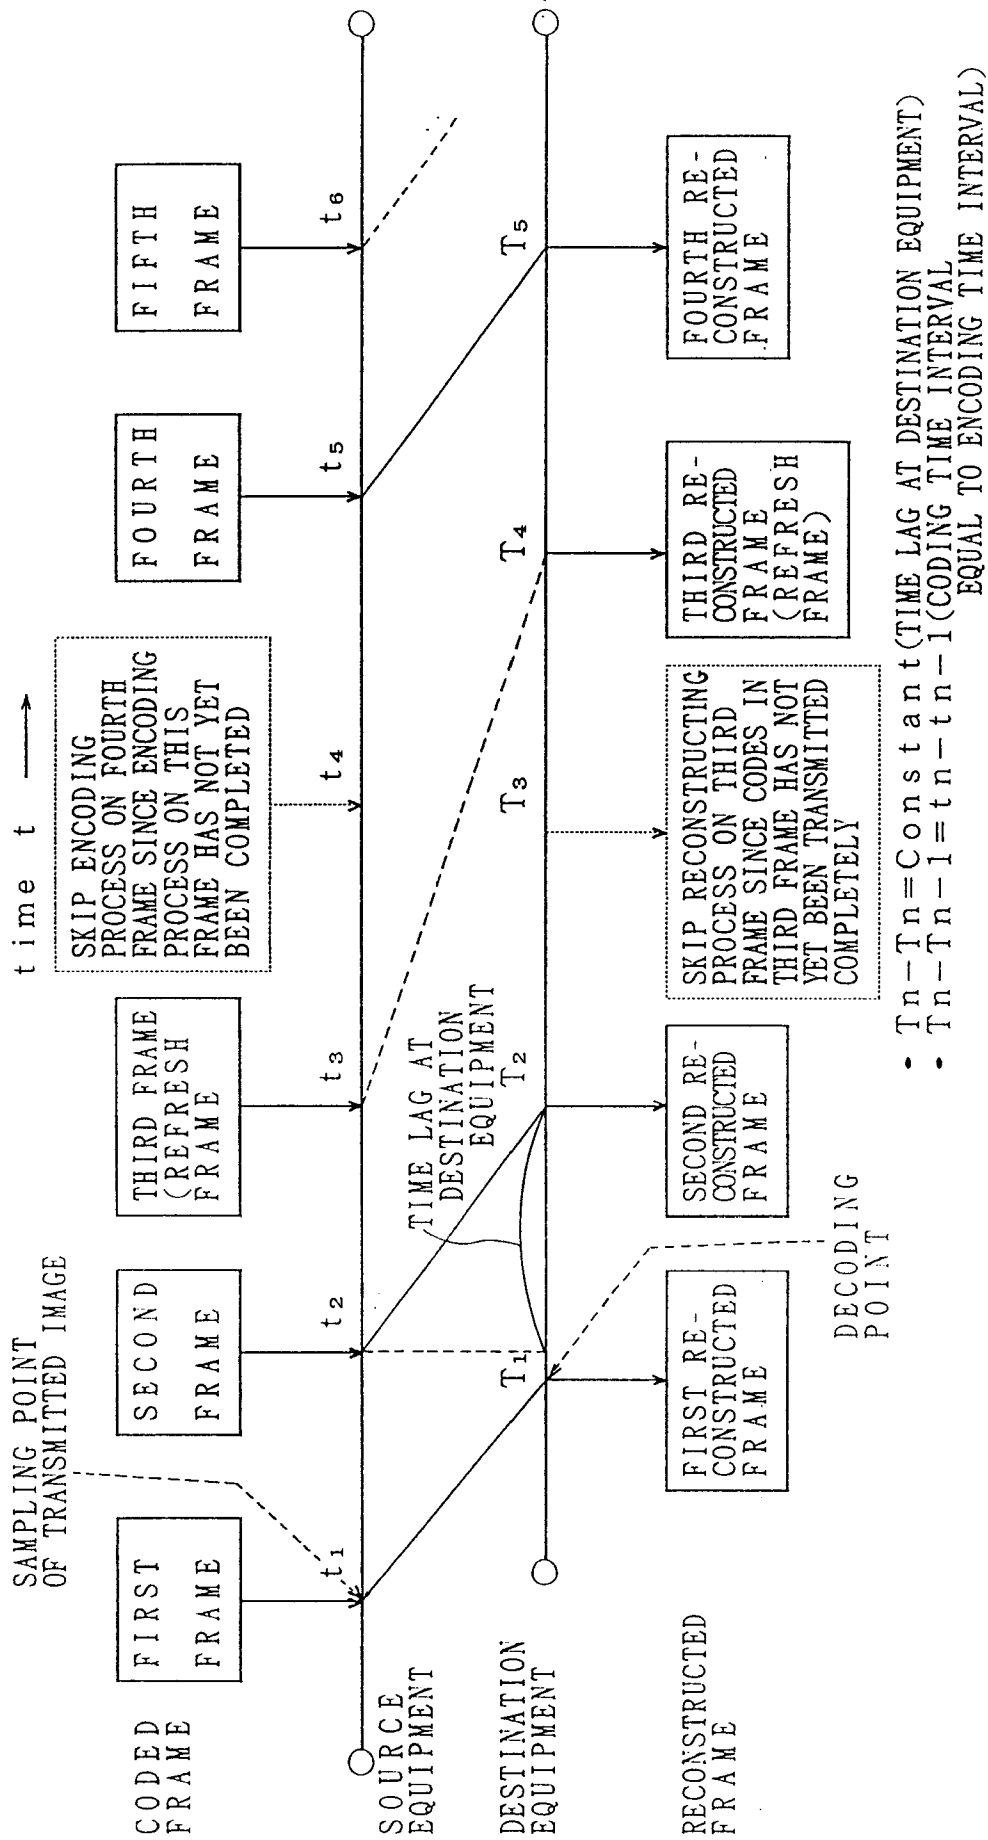 time t
CODED
FRAME
SAMPLING POINT
OF TRANSMITTED IMAGE
FIRST
FRAME
SECOND
FRAME
THIRD FRAME
(REFRESH
FRAME
SKIP ENCODING
PROCESS ON FOURTH
FRAME SINCE ENCODING
PROCESS ON THIS
FRAME HAS NOT YET
BEEN COMPLETED
FOURTH
FRAME
FIFTH
FRAME
SOURCE
EQUIPMENT
t1
t2
t3
t4
t5
t6
TIME LAG AT
DESTINATION
EQUIPMENT
DESTINATION
EQUIPMENT
T1
T2
T3
T4
T5
RECONSTRUCTED
FRAME
FIRST RE-
CONSTRUCTED
FRAME
DECODING
POINT
SECOND RE-
CONSTRUCTED
FRAME
SKIP RECONSTRUCTING
PROCESS ON THIRD
FRAME SINCE CODES IN
THIRD FRAME HAS NOT
YET BEEN TRANSMITTED
COMPLETELY
THIRD RE-
CONSTRUCTED
FRAME
(REFRESH
FRAME)
FOURTH RE-
CONSTRUCTED
FRAME
• Tn-Tn=Constant(TIME LAG AT DESTINATION EQUIPMENT)
• Tn-Tn-1=tn-tn-1(CODING TIME INTERVAL
EQUAL TO ENCODING TIME INTERVAL)